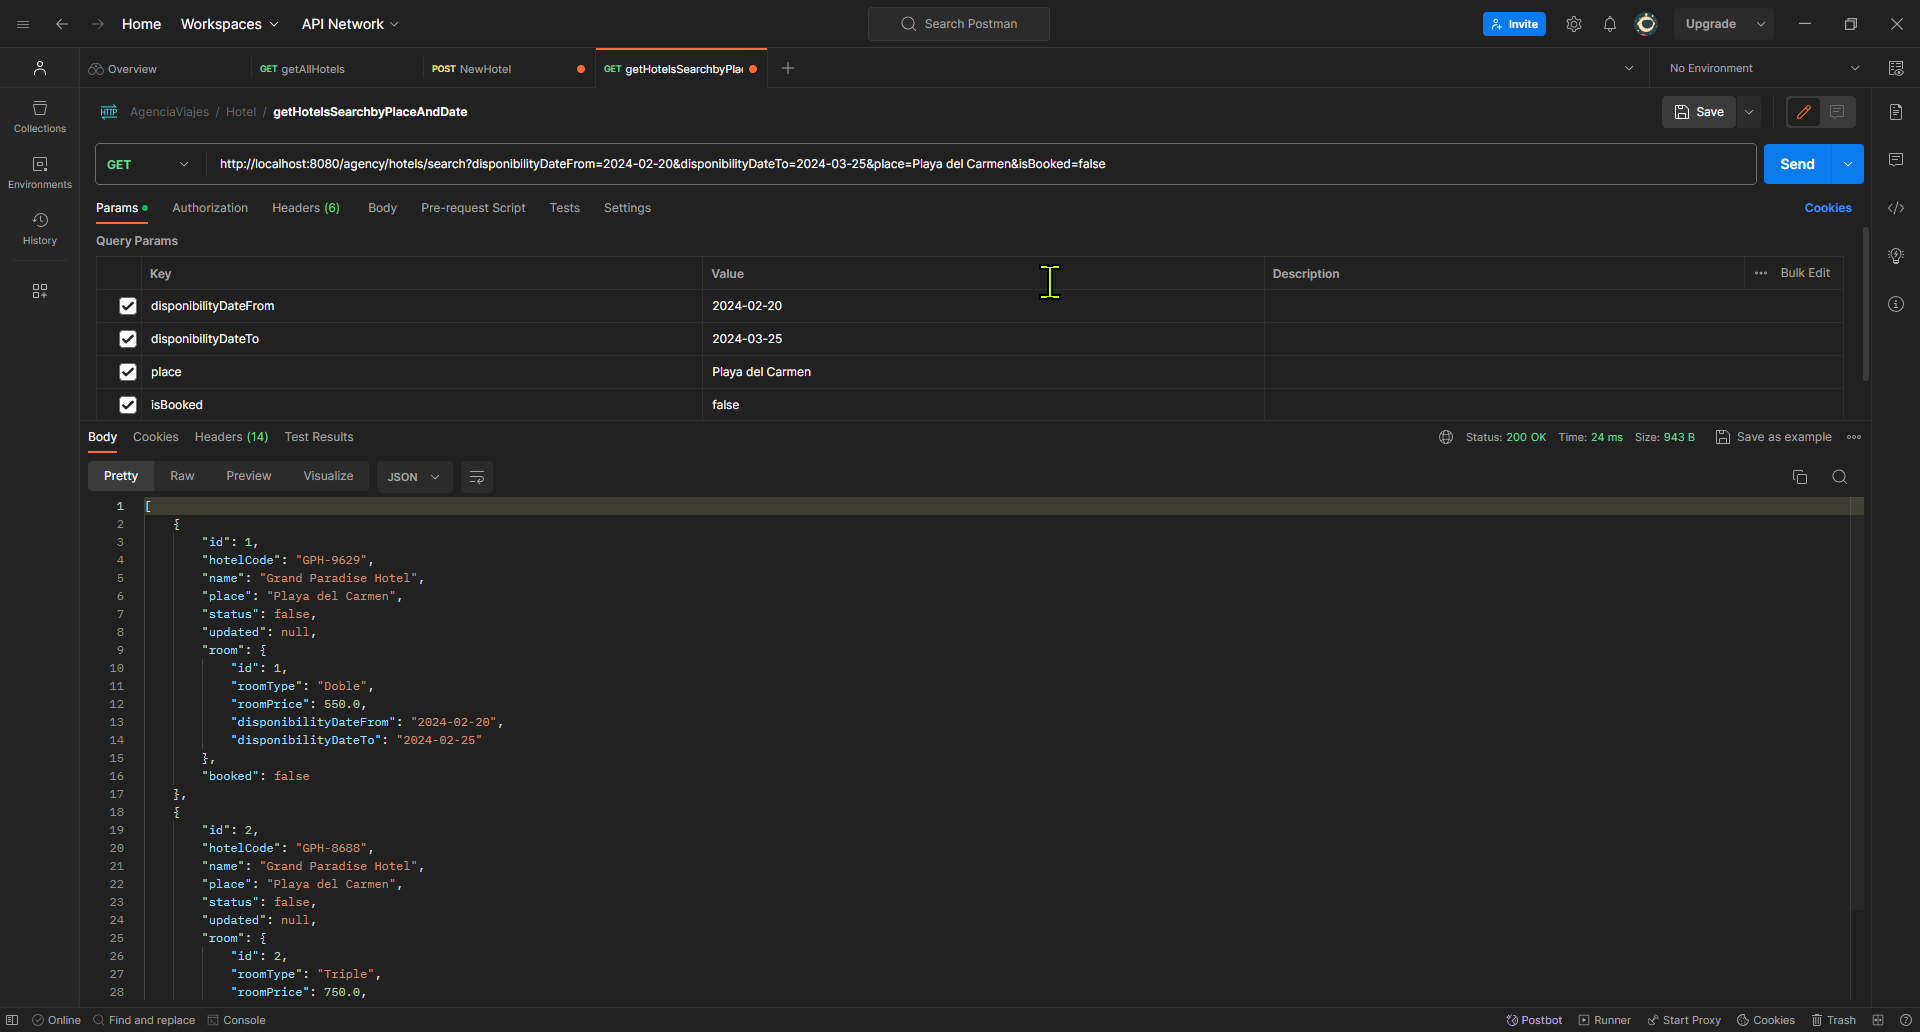 Home Workspaces API Network Search Postman Invite Upgrade
Overview GET getAllHotels POST NewHotel GET getHotelsSearchbyPla No Environment
HTTP AgenciaViajes / Hotel / getHotelsSearchbyPlaceAndDate Save
Collections
Environments
History
GET http://localhost:8080/agency/hotels/search?disponibilityDateFrom=2024-02-20&disponibilityDateTo=2024-03-25&place=Playa del Carmen&isBooked=false Send
Params Authorization Headers (6) Body Pre-request Script Tests Settings Cookies
Query Params
Key Value Description Bulk Edit
disponibilityDateFrom 2024-02-20
disponibilityDateTo 2024-03-25
place Playa del Carmen
isBooked false
Body Cookies Headers (14) Test Results Status: 200 OK Time: 24 ms Size: 943 B Save as example
Pretty Raw Preview Visualize JSON
1 [
2 {
3 "id": 1,
4 "hotelCode": "GPH-9629",
5 "name": "Grand Paradise Hotel",
6 "place": "Playa del Carmen",
7 "status": false,
8 "updated": null,
9 "room": {
10 "id": 1,
11 "roomType": "Doble",
12 "roomPrice": 550.0,
13 "disponibilityDateFrom": "2024-02-20",
14 "disponibilityDateTo": "2024-02-25"
15 },
16 "booked": false
17 },
18 {
19 "id": 2,
20 "hotelCode": "GPH-8688",
21 "name": "Grand Paradise Hotel",
22 "place": "Playa del Carmen",
23 "status": false,
24 "updated": null,
25 "room": {
26 "id": 2,
27 "roomType": "Triple",
28 "roomPrice": 750.0,
Online Find and replace Console Postbot Runner Start Proxy Cookies Trash